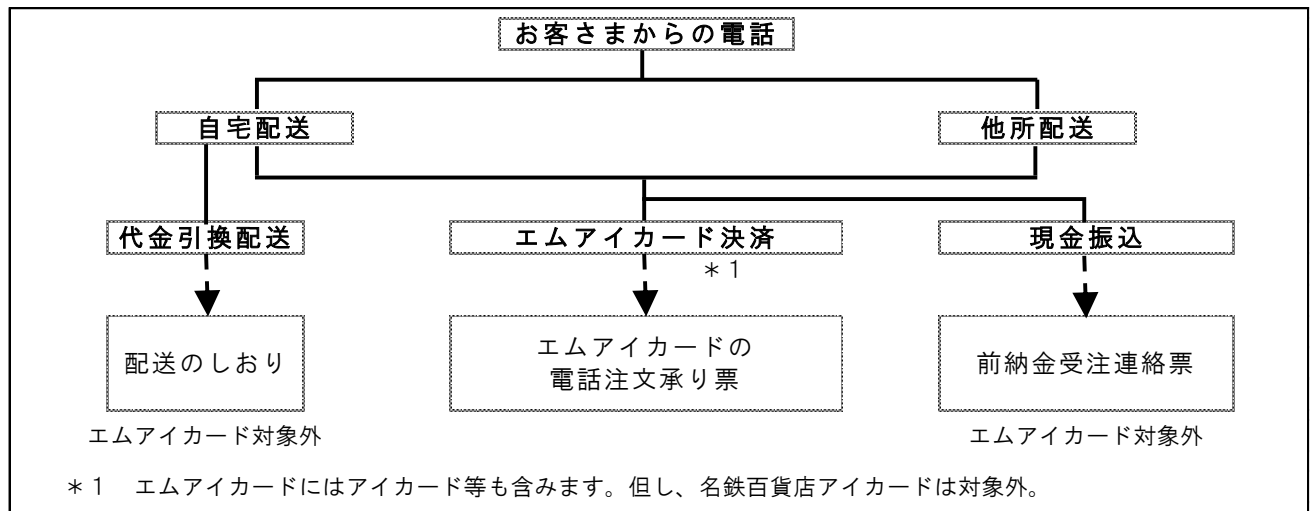 お客さまからの電話
自宅配送
他所配送
代金引換配送
エムアイカード決済
現金振込
＊１
配送のしおり
エムアイカードの
電話注文承り票
前納金受注連絡票
エムアイカード対象外
エムアイカード対象外
＊１　エムアイカードにはアイカード等も含みます。但し、名鉄百貨店アイカードは対象外。